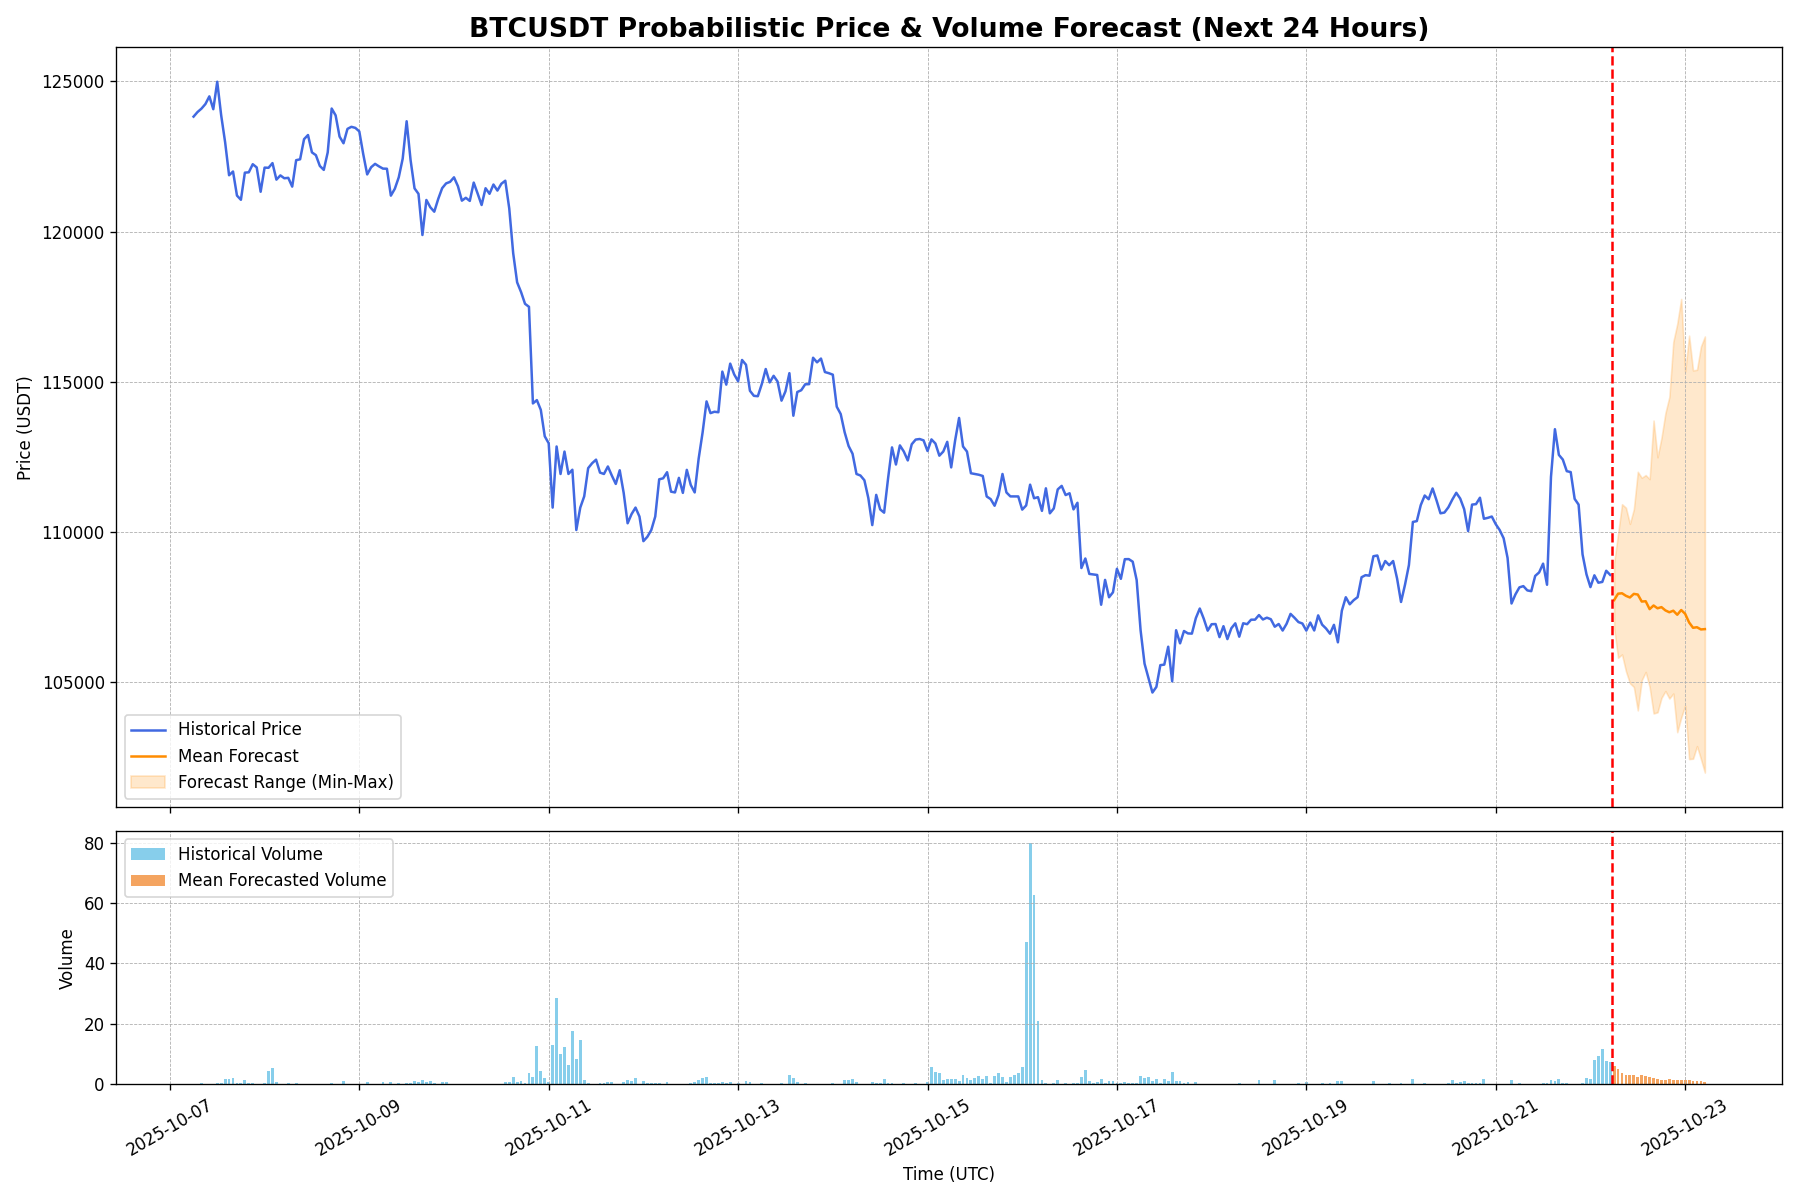 BTCUSDT Probabilistic Price & Volume Forecast (Next 24 Hours)
125000
120000
115000
110000
105000
Price (USDT)
Historical Price
Mean Forecast
Forecast Range (Min-Max)
80
60
40
20
0
Volume
Historical Volume
Mean Forecasted Volume
2025-10-07
2025-10-09
2025-10-11
2025-10-13
2025-10-15
2025-10-17
2025-10-19
2025-10-21
2025-10-23
Time (UTC)